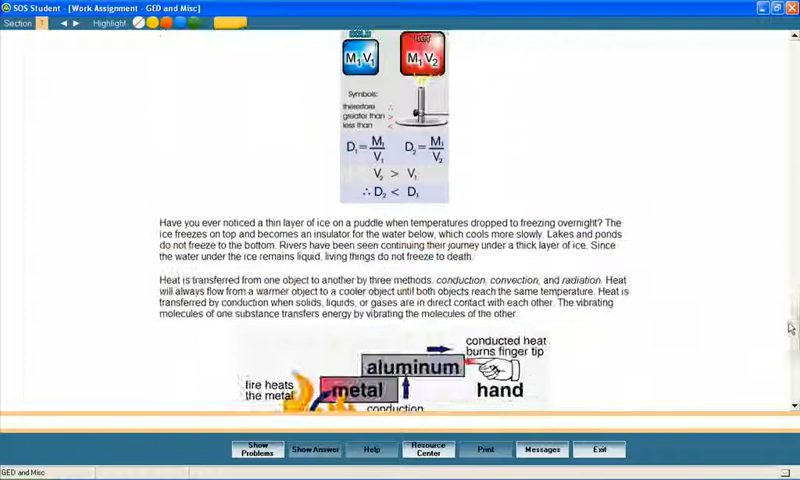 SOS Student - [Work Assignment - GED and Misc]
Section 1 Highlight
COLD HOT
M₁V₁ M₁V₂
Symbols:
therefore ∴
greater than >
less than <
D₁ = M₁/V₁ D₂ = M₁/V₂
V₂ > V₁
∴ D₂ < D₁
Have you ever noticed a thin layer of ice on a puddle when temperatures dropped to freezing overnight? The
ice freezes on top and becomes an insulator for the water below, which cools more slowly. Lakes and ponds
do not freeze to the bottom. Rivers have been seen continuing their journey under a thick layer of ice. Since
the water under the ice remains liquid, living things do not freeze to death.
Heat is transferred from one object to another by three methods, conduction, convection, and radiation. Heat
will always flow from a warmer object to a cooler object until both objects reach the same temperature. Heat is
transferred by conduction when solids, liquids, or gases are in direct contact with each other. The vibrating
molecules of one substance transfers energy by vibrating the molecules of the other.
conducted heat
burns finger tip
aluminum
fire heats
the metal
metal
hand
conduction
Show Problems
Show Answer
Help
Resource Center
Print
Messages
Exit
GED and Misc